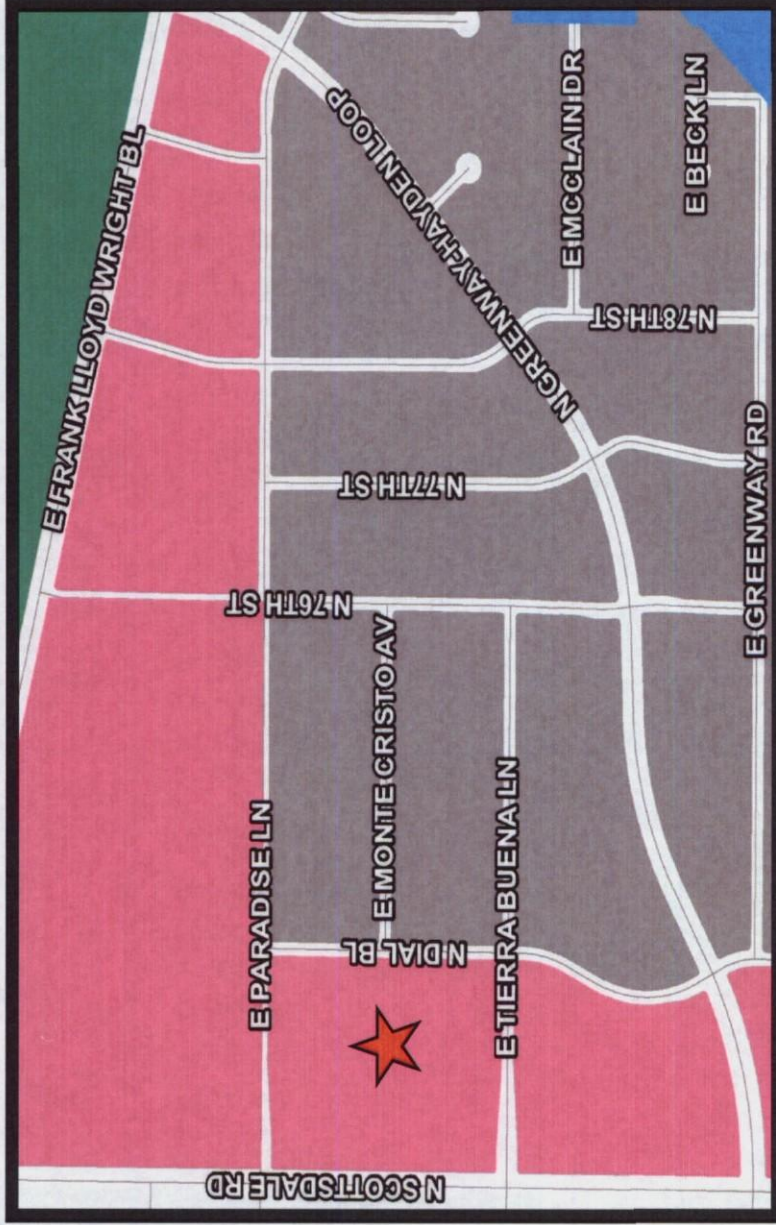 E FRANK LLOYD WRIGHT BL
N GREENWAY-HAYDEN LOOP
E MCCLAIN DR
E BECK LN
N 78TH ST
N 77TH ST
N 76TH ST
E GREENWAY RD
E MONTE CRISTO AV
E PARADISE LN
E TIERRA BUENA LN
N DIAL BL
N SCOTTSDALE RD